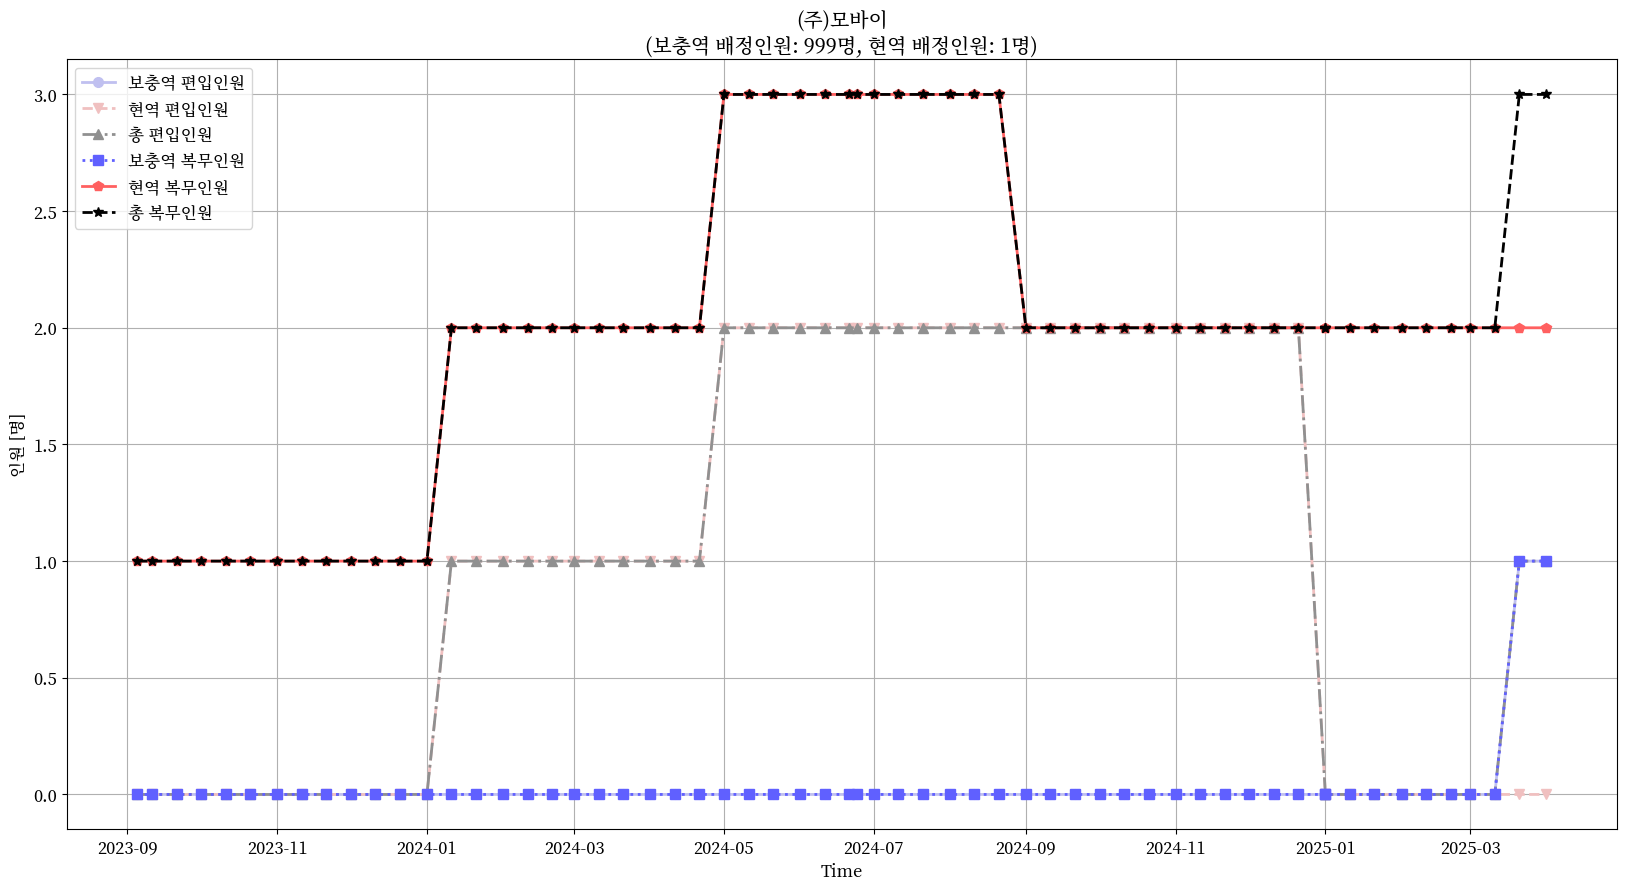 (주)모바이
(보충역 배정인원: 999명, 현역 배정인원: 1명)
보충역 편입인원
현역 편입인원
총 편입인원
보충역 복무인원
현역 복무인원
총 복무인원
인원 [명]
3.0
2.5
2.0
1.5
1.0
0.5
0.0
2023-09 2023-11 2024-01 2024-03 2024-05 2024-07 2024-09 2024-11 2025-01 2025-03
Time